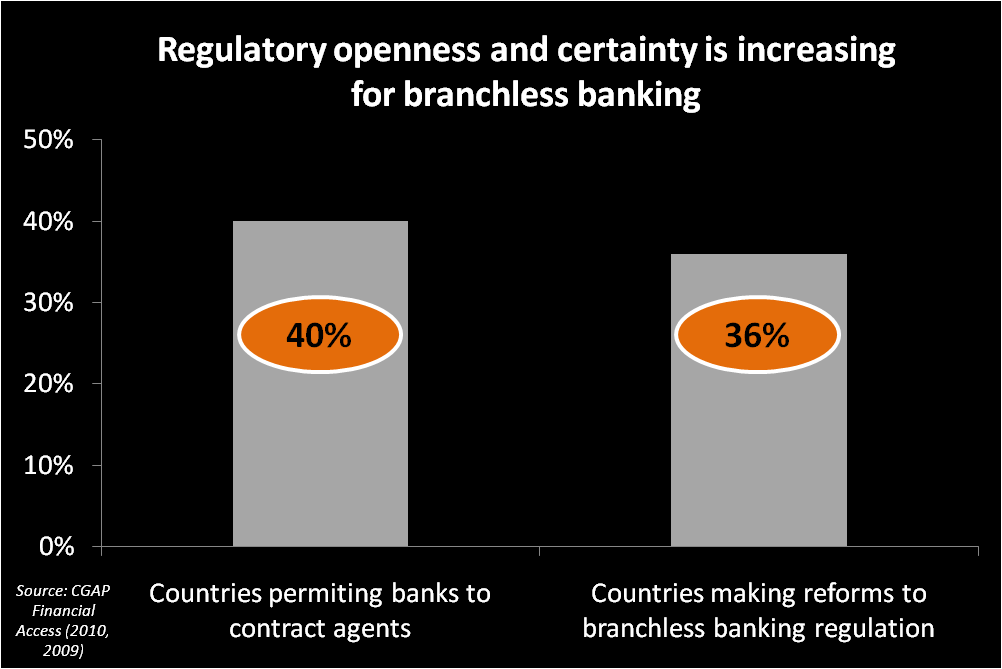 Regulatory openness and certainty is increasing
for branchless banking
50%
40%
30%
20%
10%
0%
40%
36%
Countries permiting banks to
contract agents
Countries making reforms to
branchless banking regulation
Source: CGAP
Financial
Access (2010,
2009)